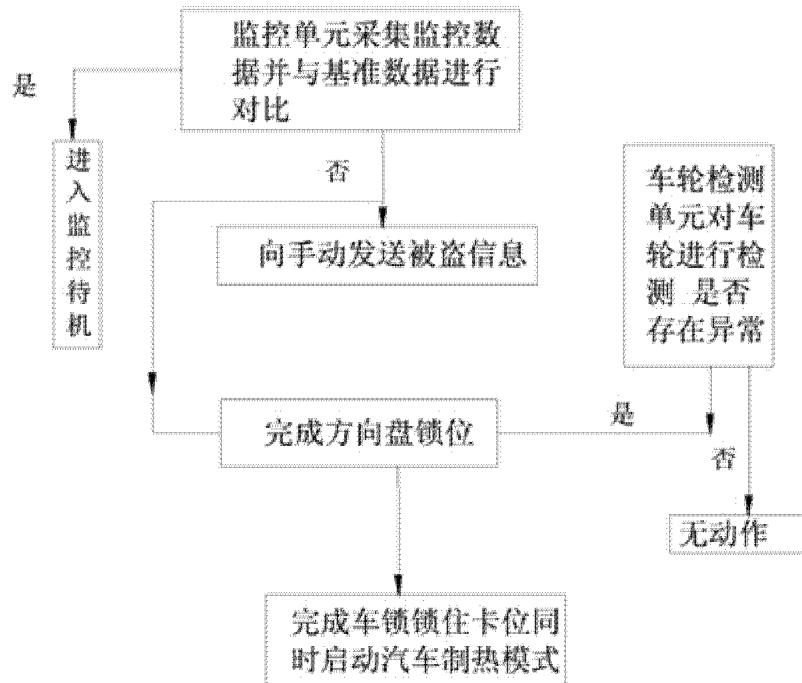 监控单元采集监控数
据并与基准数据进行
对比
是
进
入
监
控
待
机
否
向手动发送被盗信息
车轮检测
单元对车
轮进行检
测 是否
存在异常
完成方向盘锁位
是
否
无动作
完成车锁锁住卡位同
时启动汽车制热模式